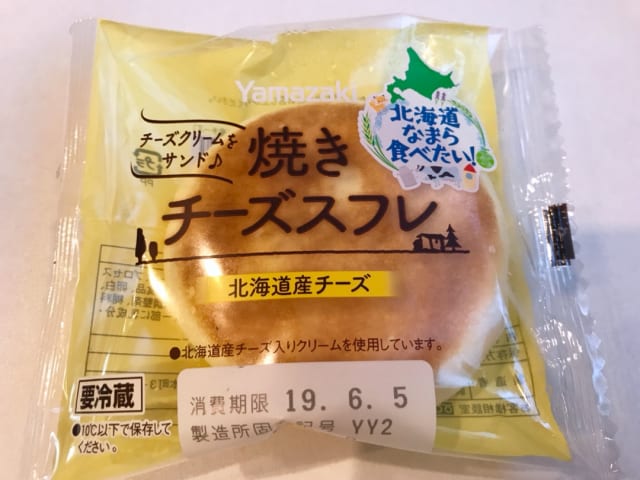 Yamazaki
北海道
なまら
食べたい!
チーズクリームを
サンド♪
焼き
チーズスフレ
北海道産チーズ
●北海道産チーズ入りクリームを使用しています。
要冷蔵
●10℃以下で保存して
ください。
消費期限 19. 6. 5
製造所固 記号 YY2